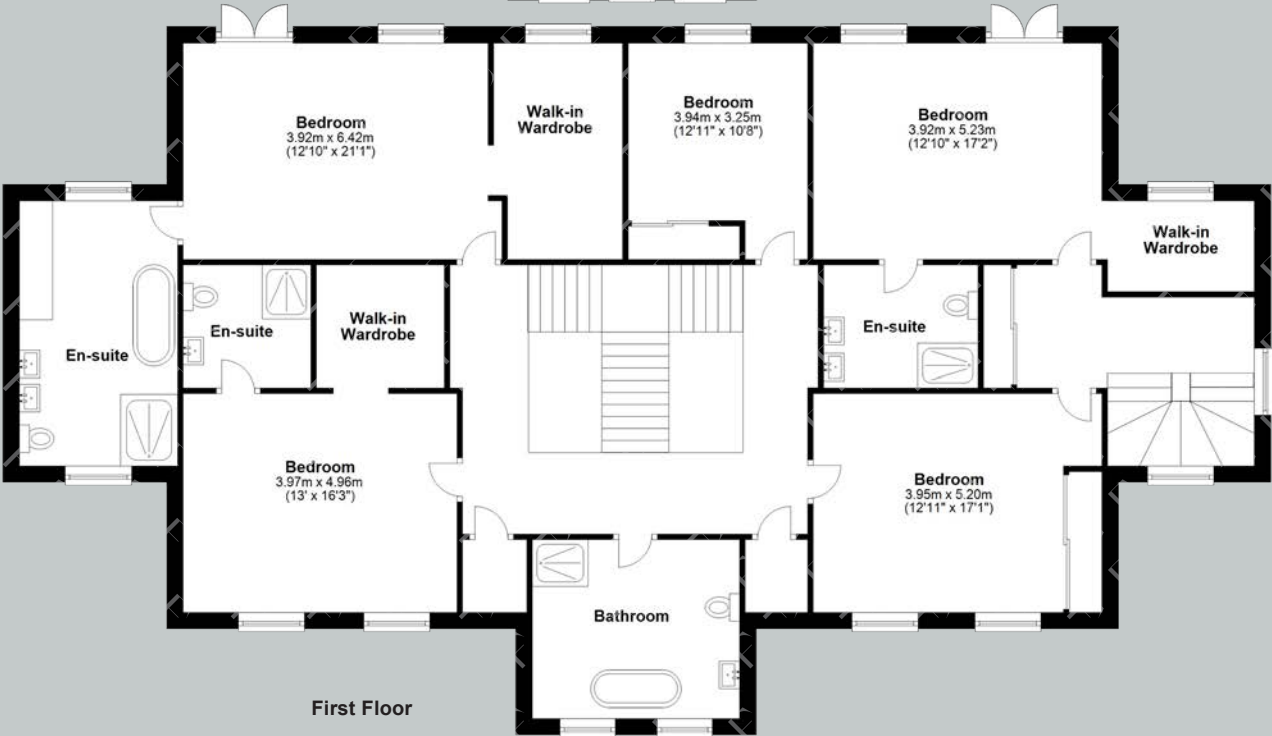 Bedroom
3.92m x 6.42m
(12'10" x 21'1")
Walk-in
Wardrobe
Bedroom
3.94m x 3.25m
(12'11" x 10'8")
Bedroom
3.92m x 5.23m
(12'10" x 17'2")
Walk-in
Wardrobe
En-suite
En-suite
Walk-in
Wardrobe
En-suite
Bedroom
3.97m x 4.96m
(13' x 16'3")
Bedroom
3.95m x 5.20m
(12'11" x 17'1")
Bathroom
First Floor